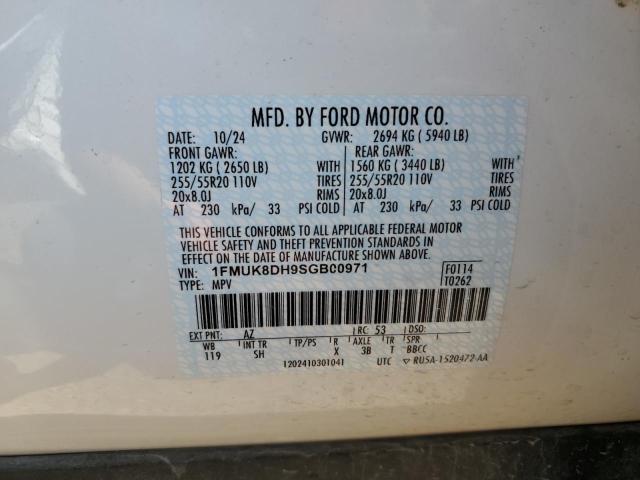 MFD. BY FORD MOTOR CO.
DATE: 10/24 GVWR: 2694 KG ( 5940 LB)
FRONT GAWR: REAR GAWR:
1202 KG ( 2650 LB) WITH 1560 KG ( 3440 LB) WITH
255/55R20 110V TIRES 255/55R20 110V TIRES
20x8.0J RIMS 20x8.0J RIMS
AT 230 kPa/ 33 PSI COLD AT 230 kPa/ 33 PSI COLD
THIS VEHICLE CONFORMS TO ALL APPLICABLE FEDERAL MOTOR
VEHICLE SAFETY AND THEFT PREVENTION STANDARDS IN
EFFECT ON THE DATE OF MANUFACTURE SHOWN ABOVE.
VIN: 1FMUK8DH9SGB00971 F0114
TYPE: MPV T0262
EXT PNT: AZ RC: 53 DSO:
WB INT TR TP/PS R AXLE TR SPR
119 SH X 3B T BBCC
1202410301041 UTC ▽ RU5A-1520472-AA